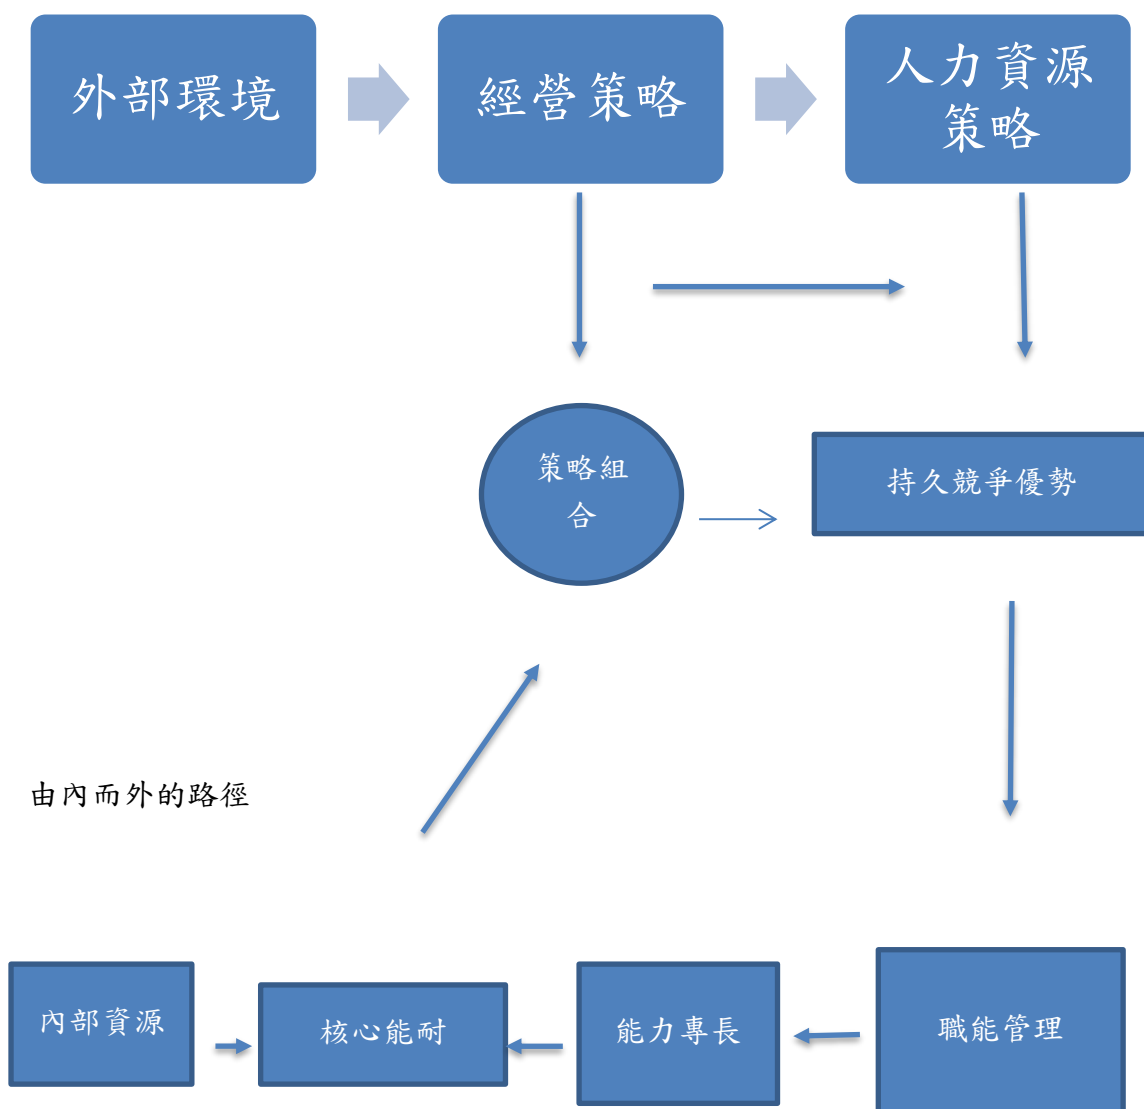 外部環境
經營策略
人力資源
策略
策略組
合
持久競爭優勢
由內而外的路徑
內部資源
核心能耐
能力專長
職能管理